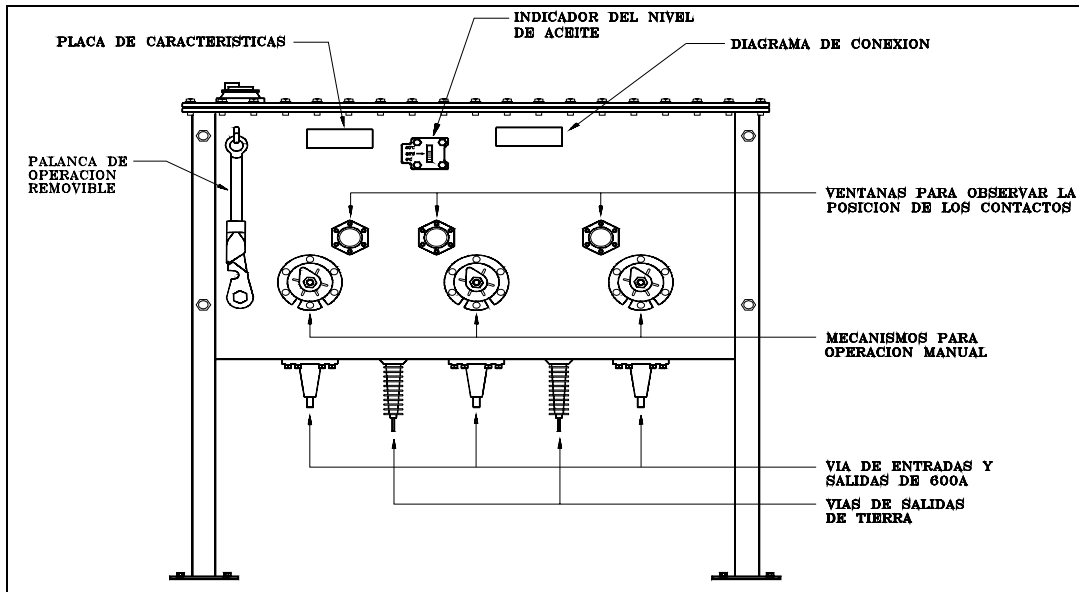 INDICADOR DEL NIVEL
DE ACEITE
PLACA DE CARACTERISTICAS
DIAGRAMA DE CONEXION
PALANCA DE
OPERACION
REMOVIBLE
VENTANAS PARA OBSERVAR LA
POSICION DE LOS CONTACTOS
MECANISMOS PARA
OPERACION MANUAL
VIA DE ENTRADAS Y
SALIDAS DE 600A
VIAS DE SALIDAS
DE TIERRA